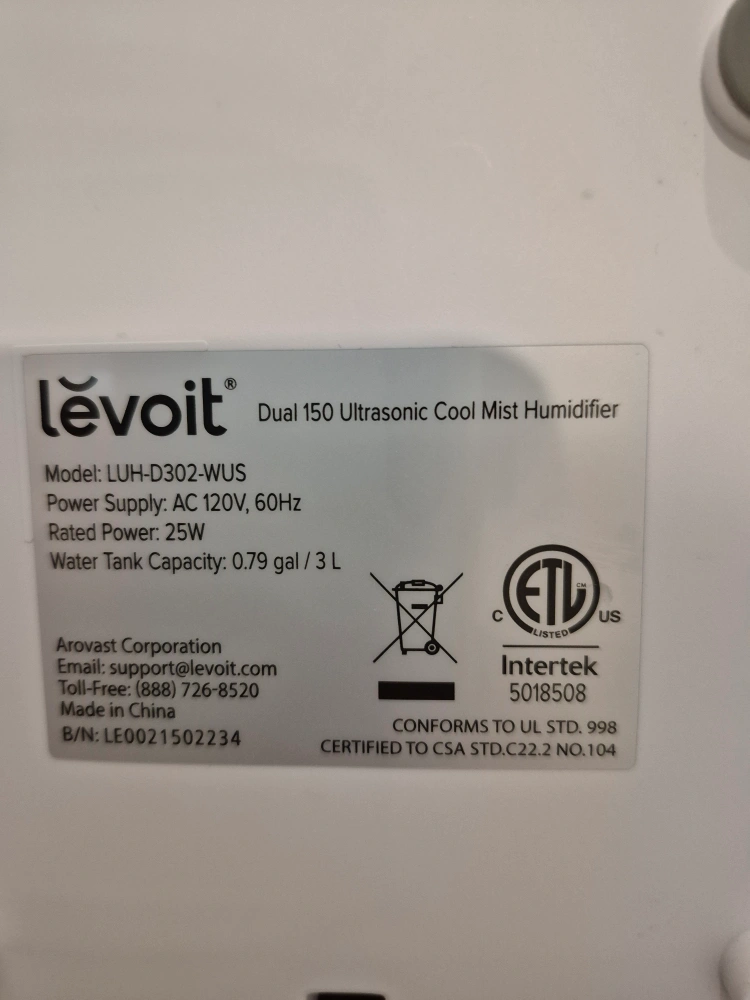 levoit® Dual 150 Ultrasonic Cool Mist Humidifier
Model: LUH-D302-WUS
Power Supply: AC 120V, 60Hz
Rated Power: 25W
Water Tank Capacity: 0.79 gal / 3 L
Arovast Corporation
Email: support@levoit.com
Toll-Free: (888) 726-8520
Made in China
B/N: LE0021502234
C ETL CM US
LISTED
Intertek
5018508
CONFORMS TO UL STD. 998
CERTIFIED TO CSA STD.C22.2 NO.104